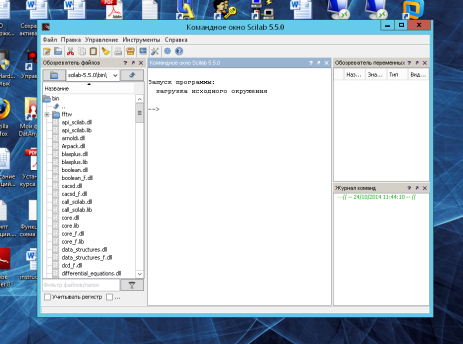 Командное окно Scilab 5.5.0
Файл Правка Управление Инструменты Справка
Обозреватель файлов ? ↗ ×
scilab-5.5.0\bin\
Название
bin
..
fftw
api_scilab.dll
api_scilab.lib
arnoldi.dll
Arpack.dll
blasplus.dll
blasplus.lib
boolean.dll
boolean_f.dll
cacsd.dll
cacsd_f.dll
call_scilab.dll
call_scilab.lib
core.dll
core.lib
core_f.dll
core_f.lib
data_structures.dll
data_structures_f.dll
dcd_f.dll
differential_equations.dll
Фильтр файлов/папок
Учитывать регистр ...
Командное окно Scilab 5.5.0 ? ↗ ×
Запуск программы:
загрузка исходного окружения
-->
Обозреватель переменных ? ↗ ×
Наз... Зна... Тип Вид...
Журнал команд ? ↗ ×
// -- 24/10/2014 11:44:10 -- //